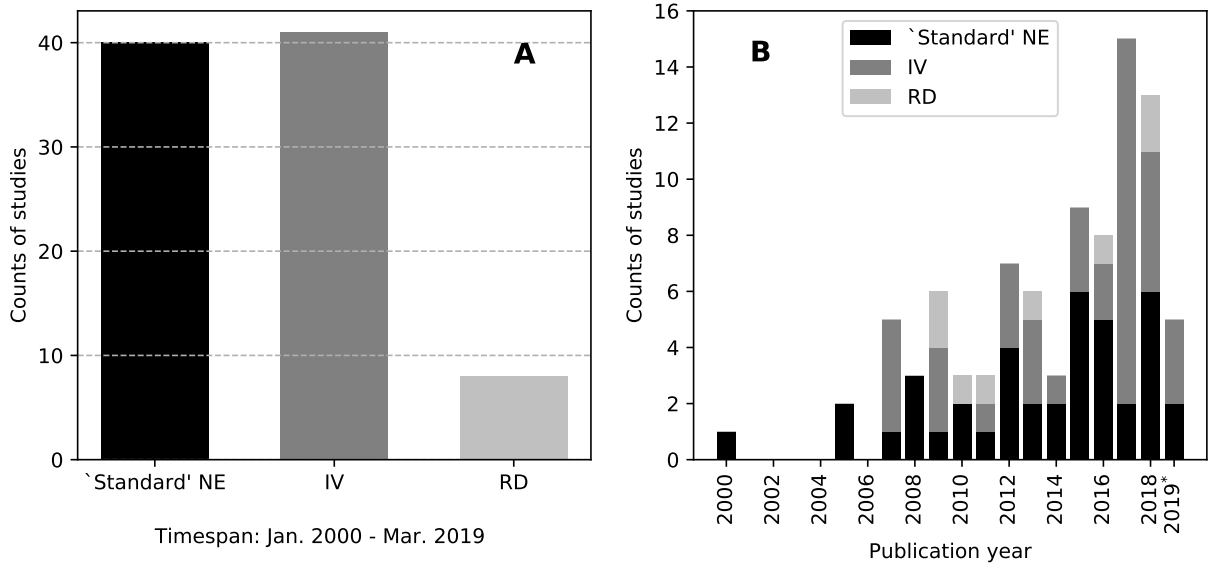 A
Counts of studies
40
30
20
10
0
`Standard' NE
IV
RD
Timespan: Jan. 2000 - Mar. 2019
B
`Standard' NE
IV
RD
Counts of studies
16
14
12
10
8
6
4
2
0
2000
2002
2004
2006
2008
2010
2012
2014
2016
2018
2019*
Publication year